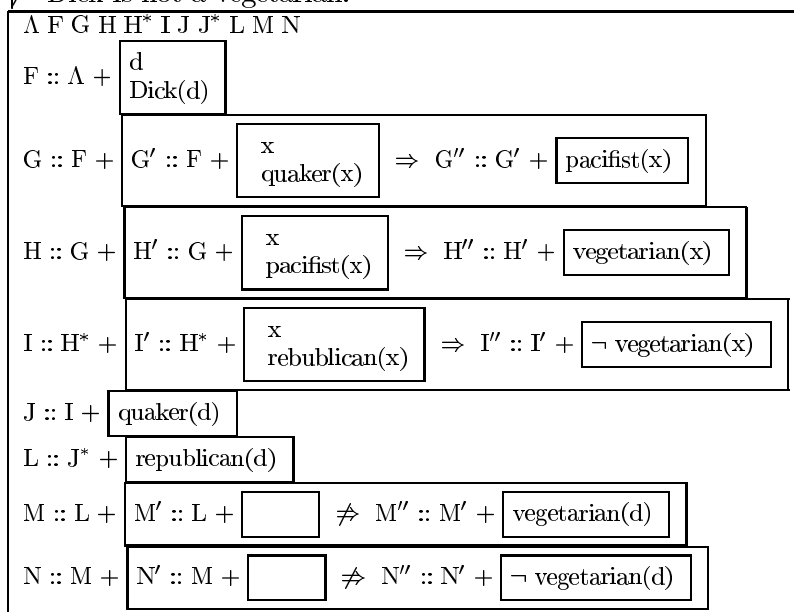 Dick is not a vegetarian.
Λ F G H H* I J J* L M N
F :: Λ + d
Dick(d)
G :: F + G′ :: F + x
quaker(x) ⇒ G″ :: G′ + pacifist(x)
H :: G + H′ :: G + x
pacifist(x) ⇒ H″ :: H′ + vegetarian(x)
I :: H* + I′ :: H* + x
rebublican(x) ⇒ I″ :: I′ + ¬ vegetarian(x)
J :: I + quaker(d)
L :: J* + republican(d)
M :: L + M′ :: L + ⇏ M″ :: M′ + vegetarian(d)
N :: M + N′ :: M + ⇏ N″ :: N′ + ¬ vegetarian(d)